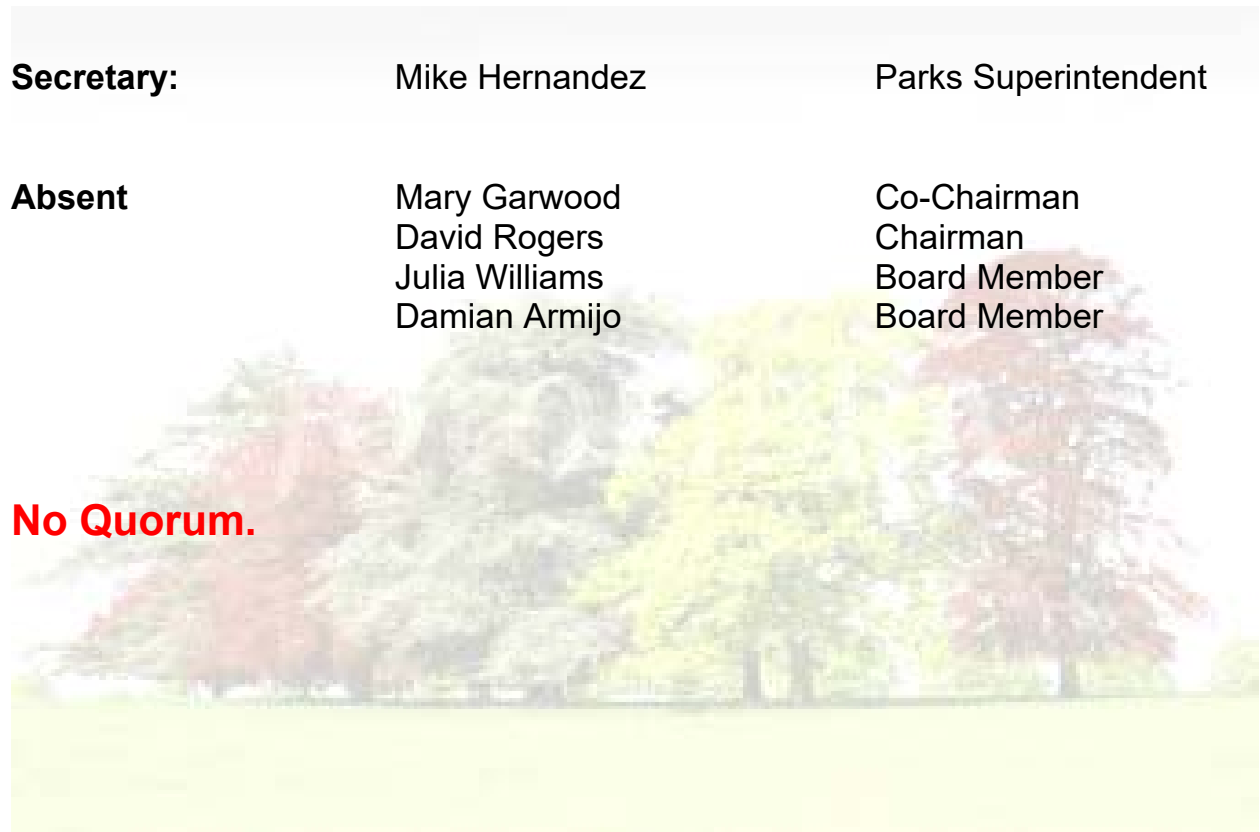 Secretary: Mike Hernandez Parks Superintendent
Absent Mary Garwood Co-Chairman
David Rogers Chairman
Julia Williams Board Member
Damian Armijo Board Member
No Quorum.